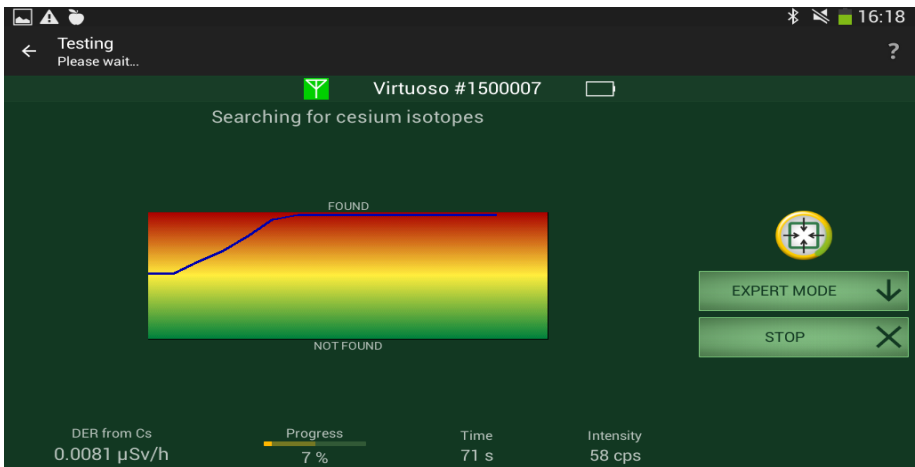 16:18
Testing
Please wait...
?
Virtuoso #1500007
Searching for cesium isotopes
FOUND
NOT FOUND
EXPERT MODE
STOP
DER from Cs
0.0081 µSv/h
Progress
7 %
Time
71 s
Intensity
58 cps